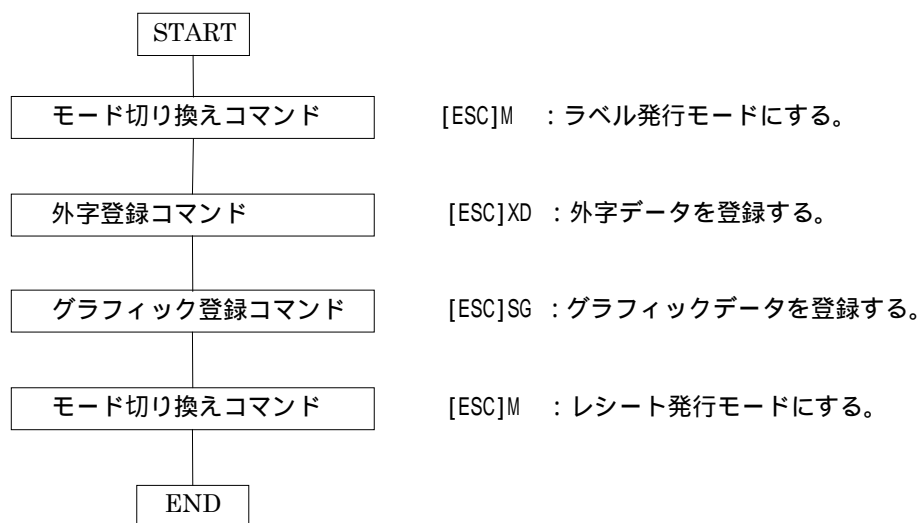 START
モード切り換えコマンド [ESC]M :ラベル発行モードにする。
外字登録コマンド [ESC]XD :外字データを登録する。
グラフィック登録コマンド [ESC]SG :グラフィックデータを登録する。
モード切り換えコマンド [ESC]M :レシート発行モードにする。
END